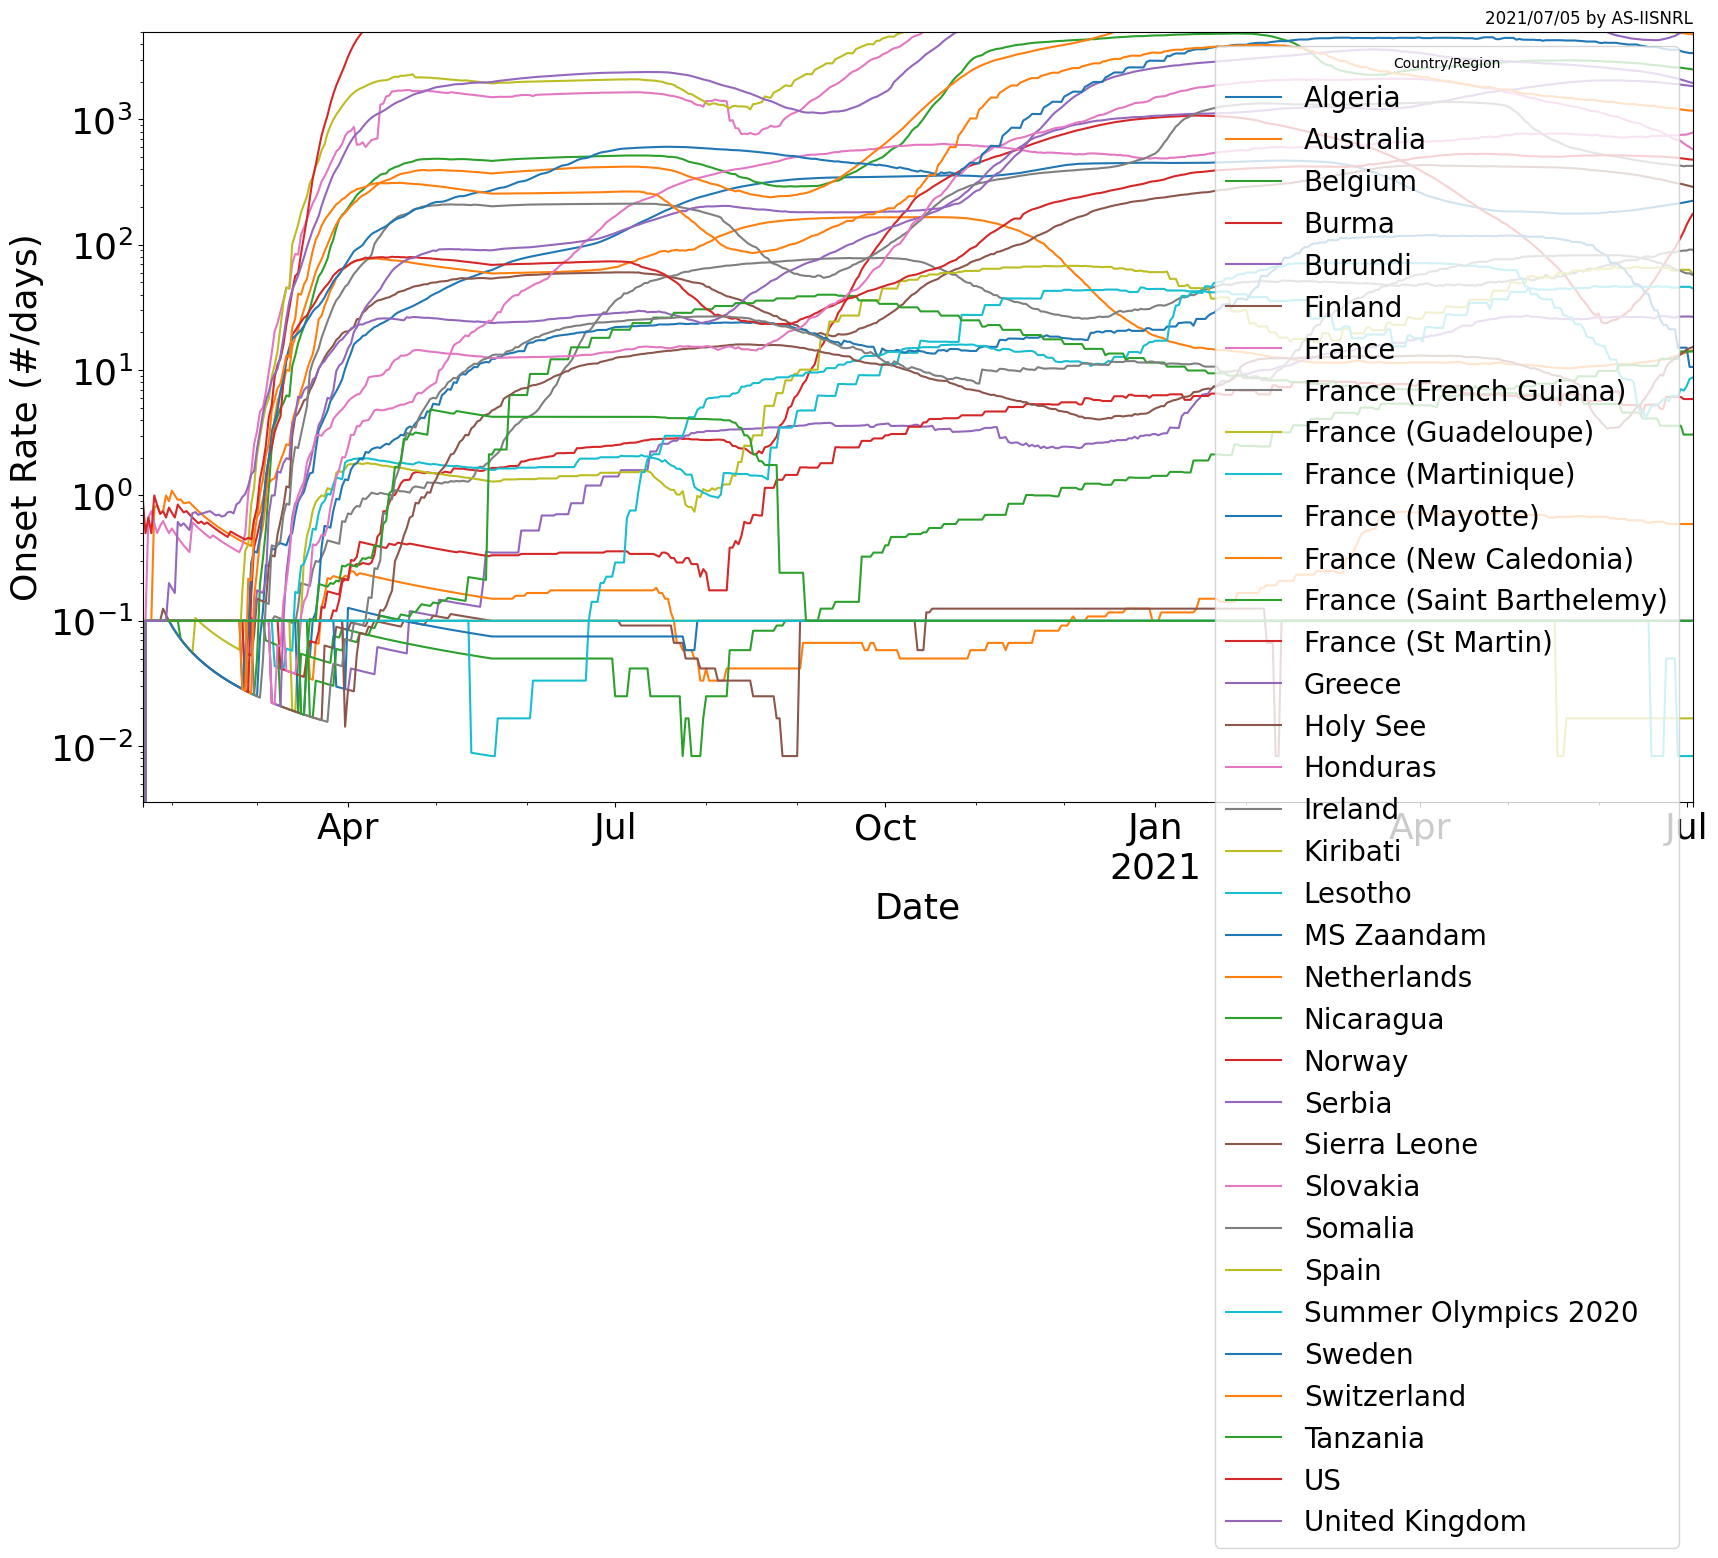 2021/07/05 by AS-IISNRL
Onset Rate (#/days)
10³
10²
10¹
10⁰
10⁻¹
10⁻²
Apr
Jul
Oct
Jan
2021
Apr
Jul
Date
Country/Region
Algeria
Australia
Belgium
Burma
Burundi
Finland
France
France (French Guiana)
France (Guadeloupe)
France (Martinique)
France (Mayotte)
France (New Caledonia)
France (Saint Barthelemy)
France (St Martin)
Greece
Holy See
Honduras
Ireland
Kiribati
Lesotho
MS Zaandam
Netherlands
Nicaragua
Norway
Serbia
Sierra Leone
Slovakia
Somalia
Spain
Summer Olympics 2020
Sweden
Switzerland
Tanzania
US
United Kingdom